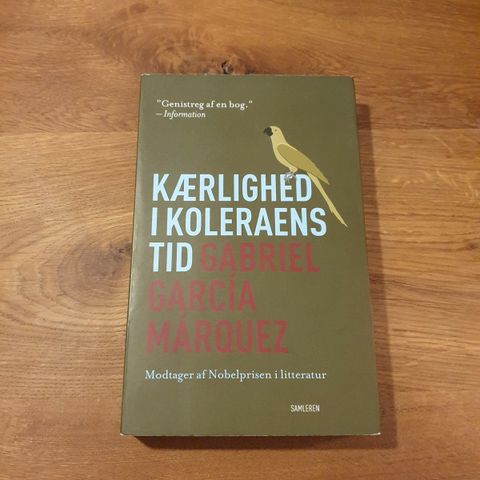 "Genistreg af en bog."
—Information
KÆRLIGHED
I KOLERAENS
TID GABRIEL
GARCÍA
MÁRQUEZ
Modtager af Nobelprisen i litteratur
SAMLEREN